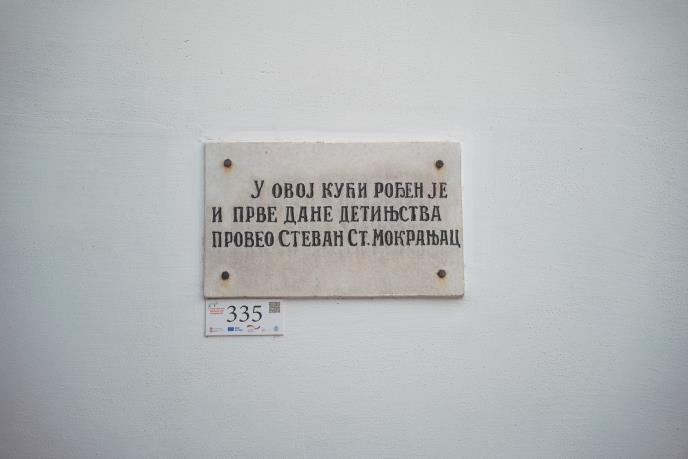 У ОВОЈ КУЋИ РОЂЕН ЈЕ
И ПРВЕ ДАНЕ ДЕТИЊСТВА
ПРОВЕО СТЕВАН СТ. МОКРАЊАЦ
335